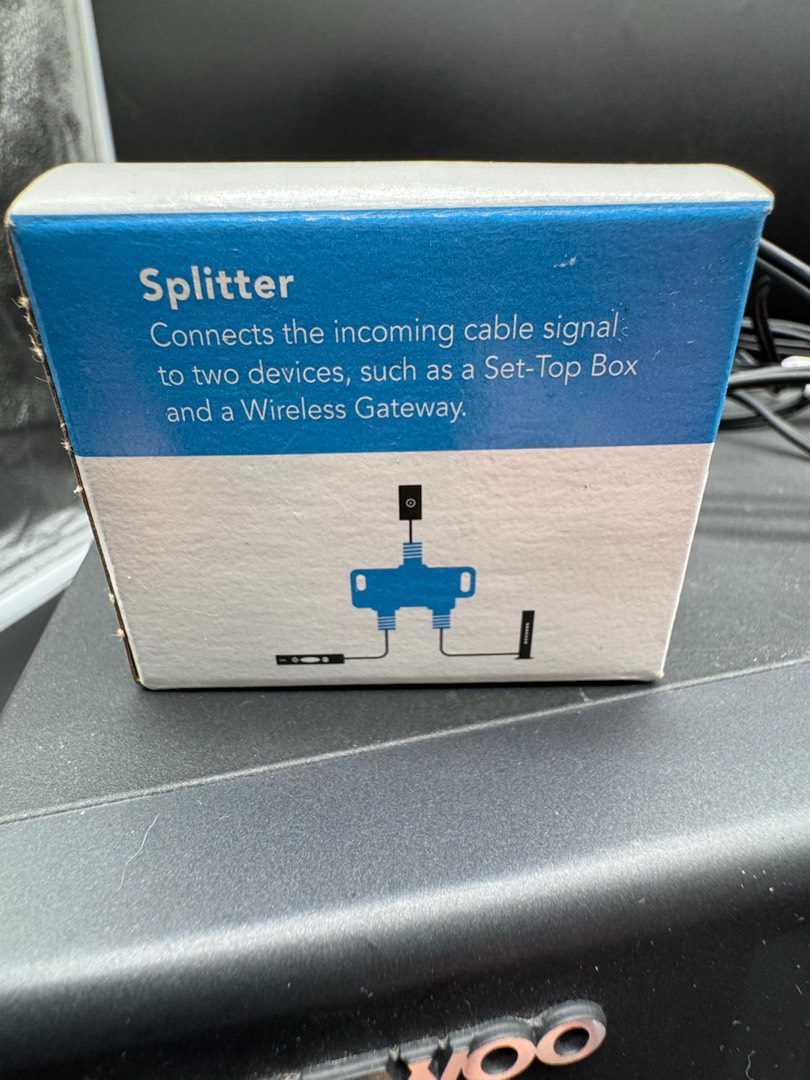 Splitter
Connects the incoming cable signal
to two devices, such as a Set-Top Box
and a Wireless Gateway.